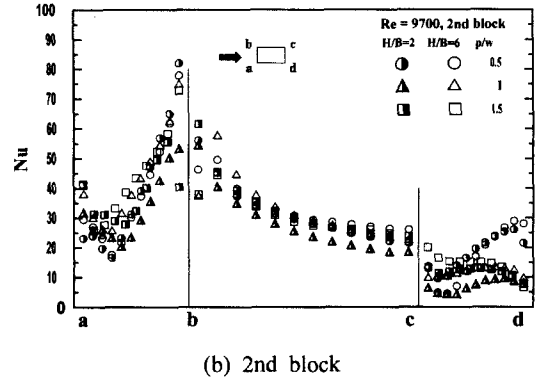 Re = 9700, 2nd block
H/B=2 H/B=6 p/w
0.5
1
1.5
b c
a d
Nu
100
90
80
70
60
50
40
30
20
10
0
a b c d
(b) 2nd block